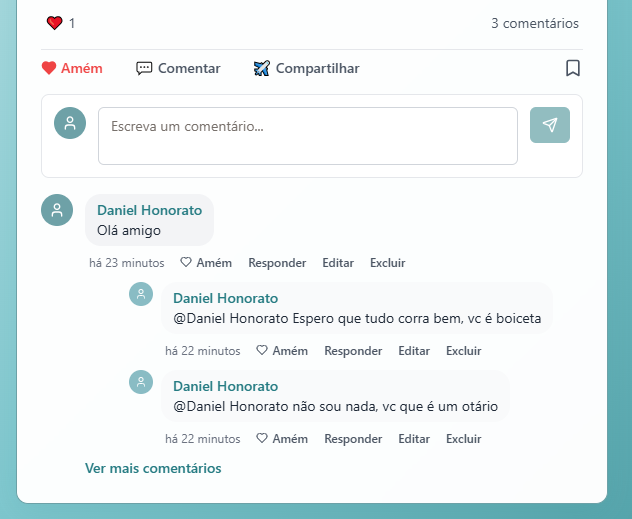 1
3 comentários
Amém
Comentar
Compartilhar
Escreva um comentário...
Daniel Honorato
Olá amigo
há 23 minutos Amém Responder Editar Excluir
Daniel Honorato
@Daniel Honorato Espero que tudo corra bem, vc é boiceta
há 22 minutos Amém Responder Editar Excluir
Daniel Honorato
@Daniel Honorato não sou nada, vc que é um otário
há 22 minutos Amém Responder Editar Excluir
Ver mais comentários